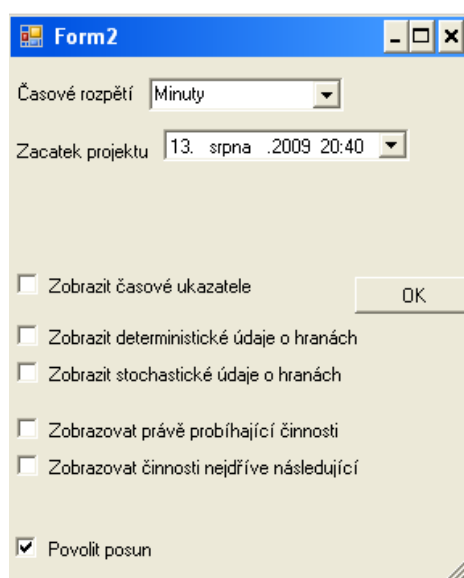 Form2
Časové rozpětí Minuty
Zacatek projektu 13. srpna .2009 20:40
Zobrazit časové ukazatele
OK
Zobrazit deterministické údaje o hranách
Zobrazit stochastické údaje o hranách
Zobrazovat právě probíhající činnosti
Zobrazovat činnosti nejdříve následující
Povolit posun